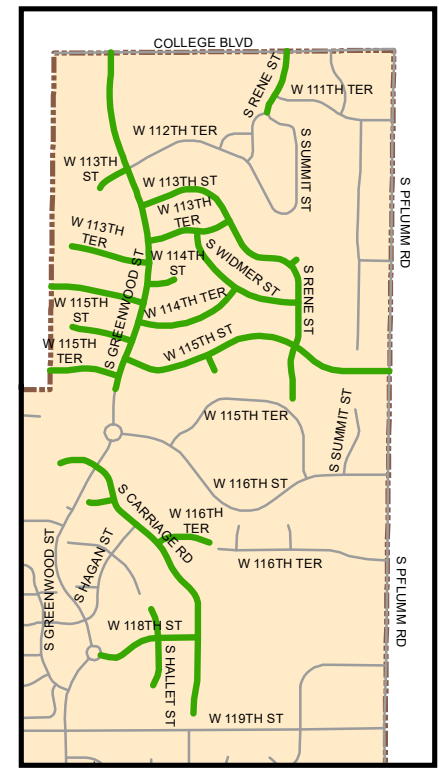 COLLEGE BLVD
S RENE ST
W 111TH TER
W 112TH TER
S SUMMIT ST
W 113TH
ST
W 113TH ST
W 113TH
TER
S PFLUMM RD
W 113TH
TER
S GREENWOOD ST
W 114TH
ST
S WIDMER ST
S RENE ST
W 115TH
ST
W 114TH TER
W 115TH ST
W 115TH
TER
W 115TH TER
S SUMMIT ST
W 116TH ST
S CARRIAGE RD
W 116TH
TER
S GREENWOOD ST
S HAGAN ST
W 116TH TER
S PFLUMM RD
W 118TH ST
S HALLET ST
W 119TH ST